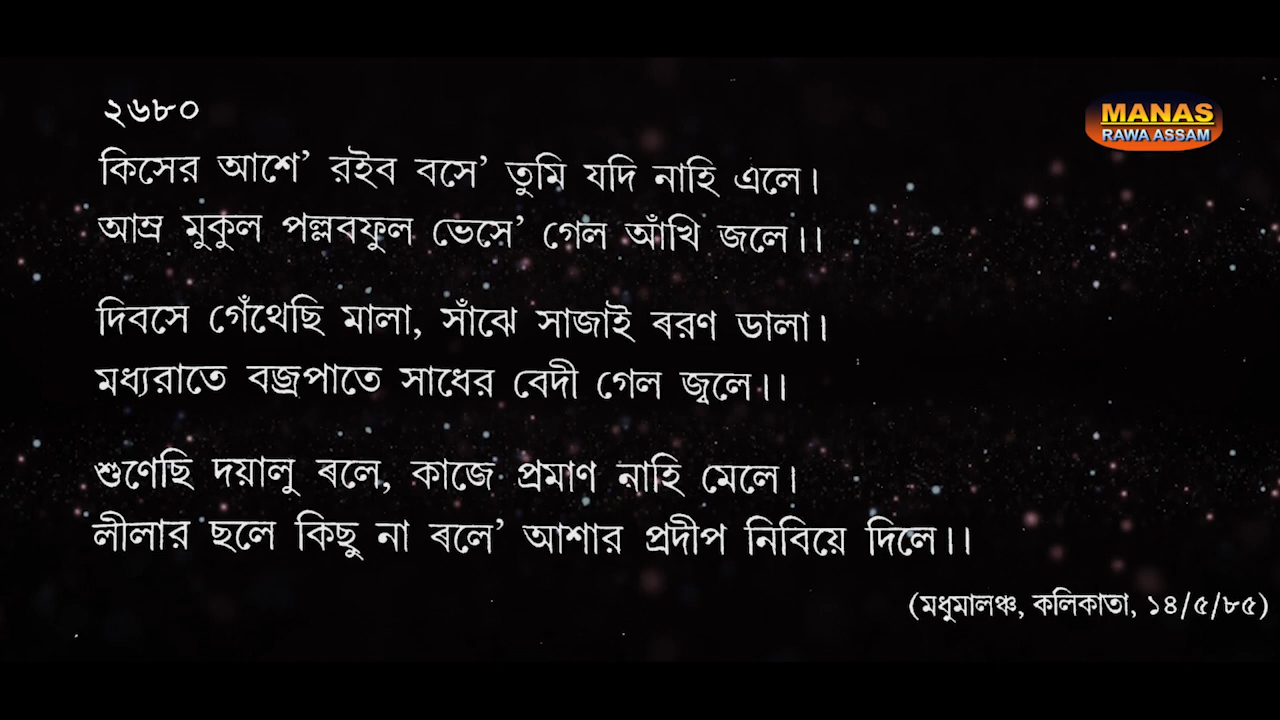 ২৬৮০
MANAS
RAWA ASSAM
কিসের আশে’ রইব বসে’ তুমি যদি নাহি এলে।
আম্র মুকুল পল্লবফুল ভেসে’ গেল আঁখি জলে।।
দিবসে গেঁথেছি মালা, সাঁঝে সাজাই ৰরণ ডালা।
মধ্যরাতে বজ্রপাতে সাধের বেদী গেল জ্বলে।।
শুণেছি দয়ালু ৰলে, কাজে প্রমাণ নাহি মেলে।
লীলার ছলে কিছু না ৰলে’ আশার প্রদীপ নিবিয়ে দিলে।।
(মধুমালঞ্চ, কলিকাতা, ১৪/৫/৮৫)